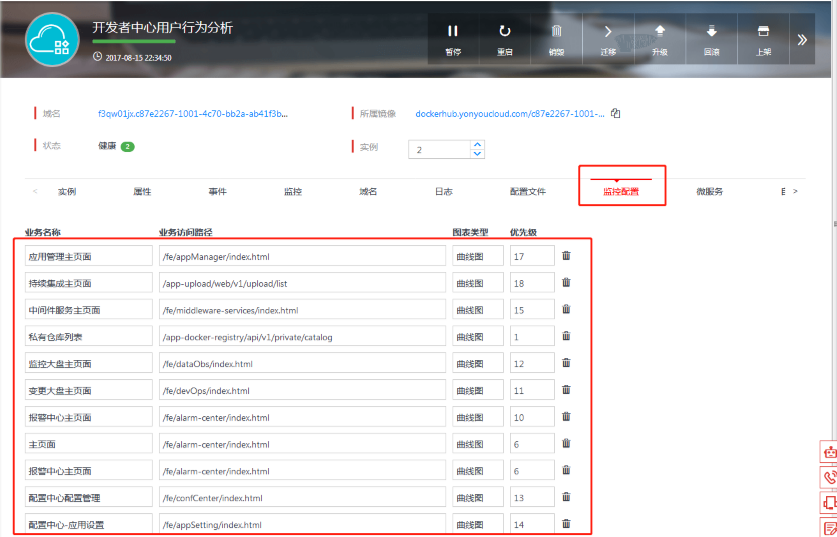 开发者中心用户行为分析
2017-08-15 22:34:50
暂停 重启 销毁 迁移 升级 回滚 上架
域名 f3qw01jx.c87e2267-1001-4c70-bb2a-ab41f3b... 所属镜像 dockerhub.yonyoucloud.com/c87e2267-1001-...
状态 健康 2 实例 2
< 实例 属性 事件 监控 域名 日志 配置文件 监控配置 微服务 >
业务名称 业务访问路径 图表类型 优先级
应用管理主页面 /fe/appManager/index.html 曲线图 17
持续集成主页面 /app-upload/web/v1/upload/list 曲线图 18
中间件服务主页面 /fe/middleware-services/index.html 曲线图 15
私有仓库列表 /app-docker-registry/api/v1/private/catalog 曲线图 1
监控大盘主页面 /fe/dataObs/index.html 曲线图 12
变更大盘主页面 /fe/devOps/index.html 曲线图 11
报警中心主页面 /fe/alarm-center/index.html 曲线图 10
主页面 /fe/alarm-center/index.html 曲线图 6
报警中心主页面 /fe/alarm-center/index.html 曲线图 6
配置中心配置管理 /fe/confCenter/index.html 曲线图 13
配置中心-应用设置 /fe/appSetting/index.html 曲线图 14